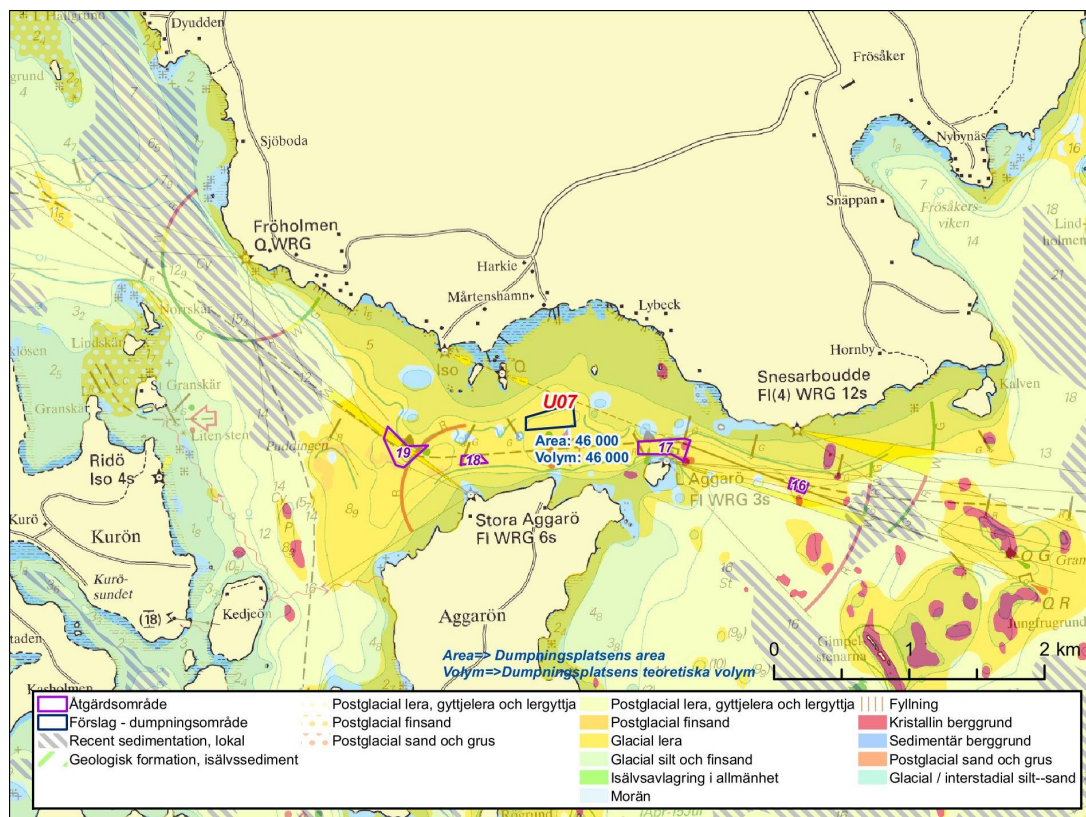 L Hällgrund
Dyudden
Frösåker
Nybynäs
Sjöboda
Snäppan
Frösåkers-
viken
Lind-
holmen
Fröholmen
Q WRG
Harkie
Mårtenshamn
Lybeck
Norrskär
Lindskär
Iso
Q
Hornby
Snesarboudde
Fl(4) WRG 12s
Kalven
Granskär
St Granskär
Liten sten
Puddingen
U07
Area: 46 000
Volym: 46 000
19
18
17
16
Ridö
Iso 4s
L Aggarö
Fl WRG 3s
Stora Aggarö
Fl WRG 6s
Kurö
Kurön
Kurö-
sundet
Kedjeön
(18)
Aggarön
Q G
Q R
Jungfrugrund
Gimpel-
stenarna
Area=> Dumpningsplatsens area
Volym=>Dumpningsplatsens teoretiska volym
0 1 2 km
Kasholmen
Åtgärdsområde
Förslag - dumpningsområde
Recent sedimentation, lokal
Geologisk formation, isälvssediment
Postglacial lera, gyttjelera och lergyttja
Postglacial finsand
Postglacial sand och grus
Postglacial lera, gyttjelera och lergyttja
Postglacial finsand
Glacial lera
Glacial silt och finsand
Isälvsavlagring i allmänhet
Morän
Fyllning
Kristallin berggrund
Sedimentär berggrund
Postglacial sand och grus
Glacial / interstadial silt--sand
Rögrund